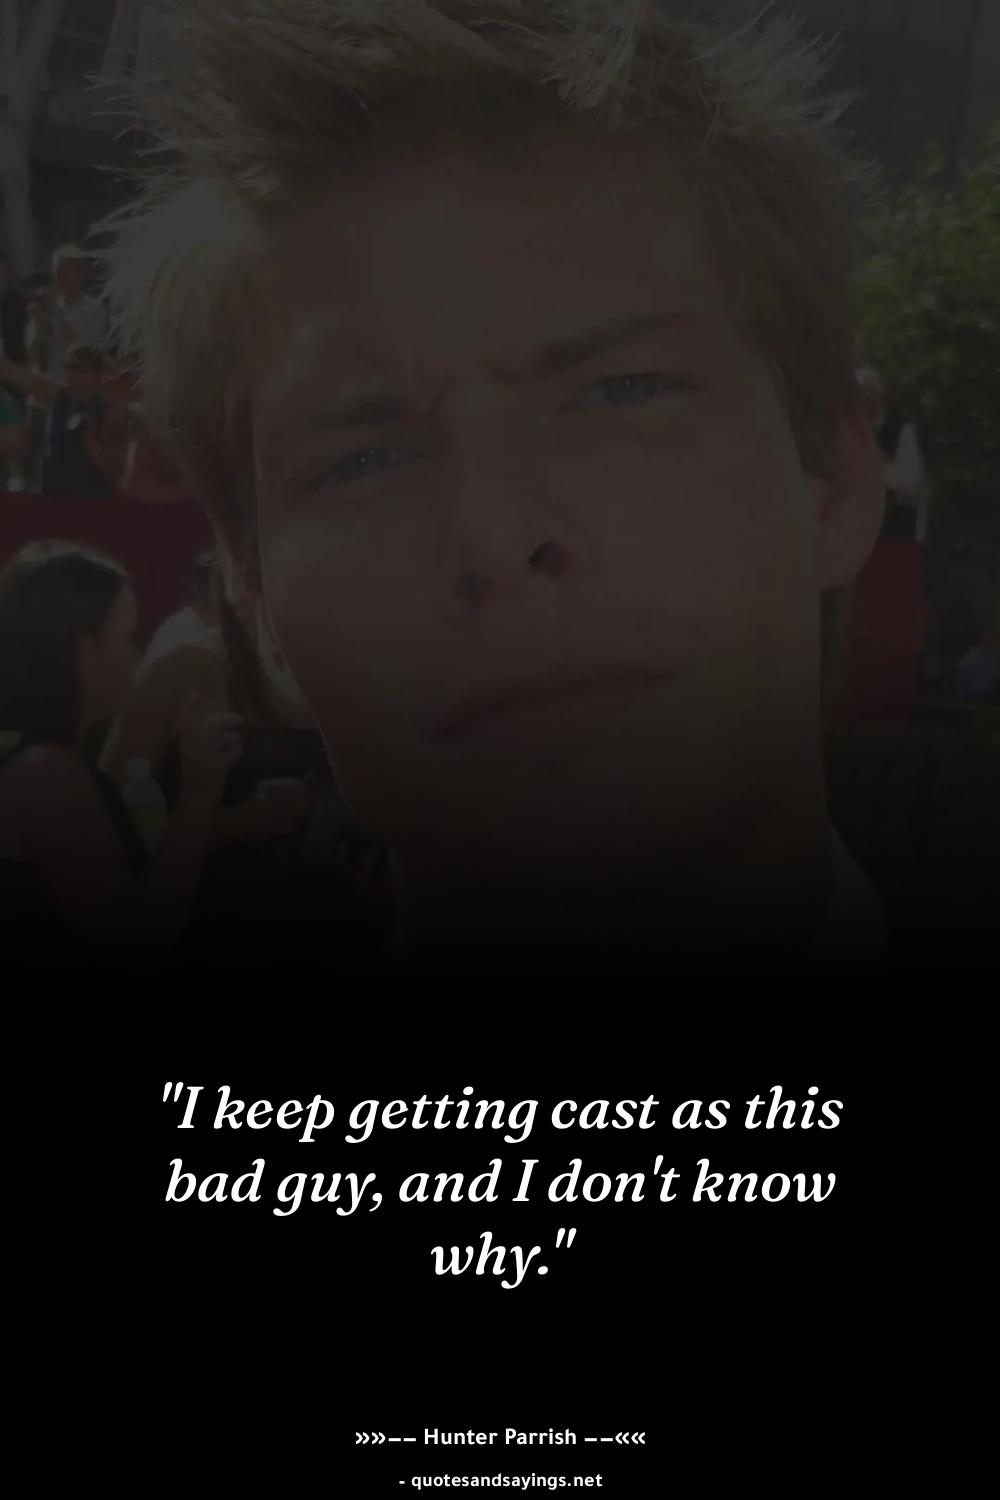 "I keep getting cast as this
bad guy, and I don't know
why."
»»−− Hunter Parrish −−««
- quotesandsayings.net